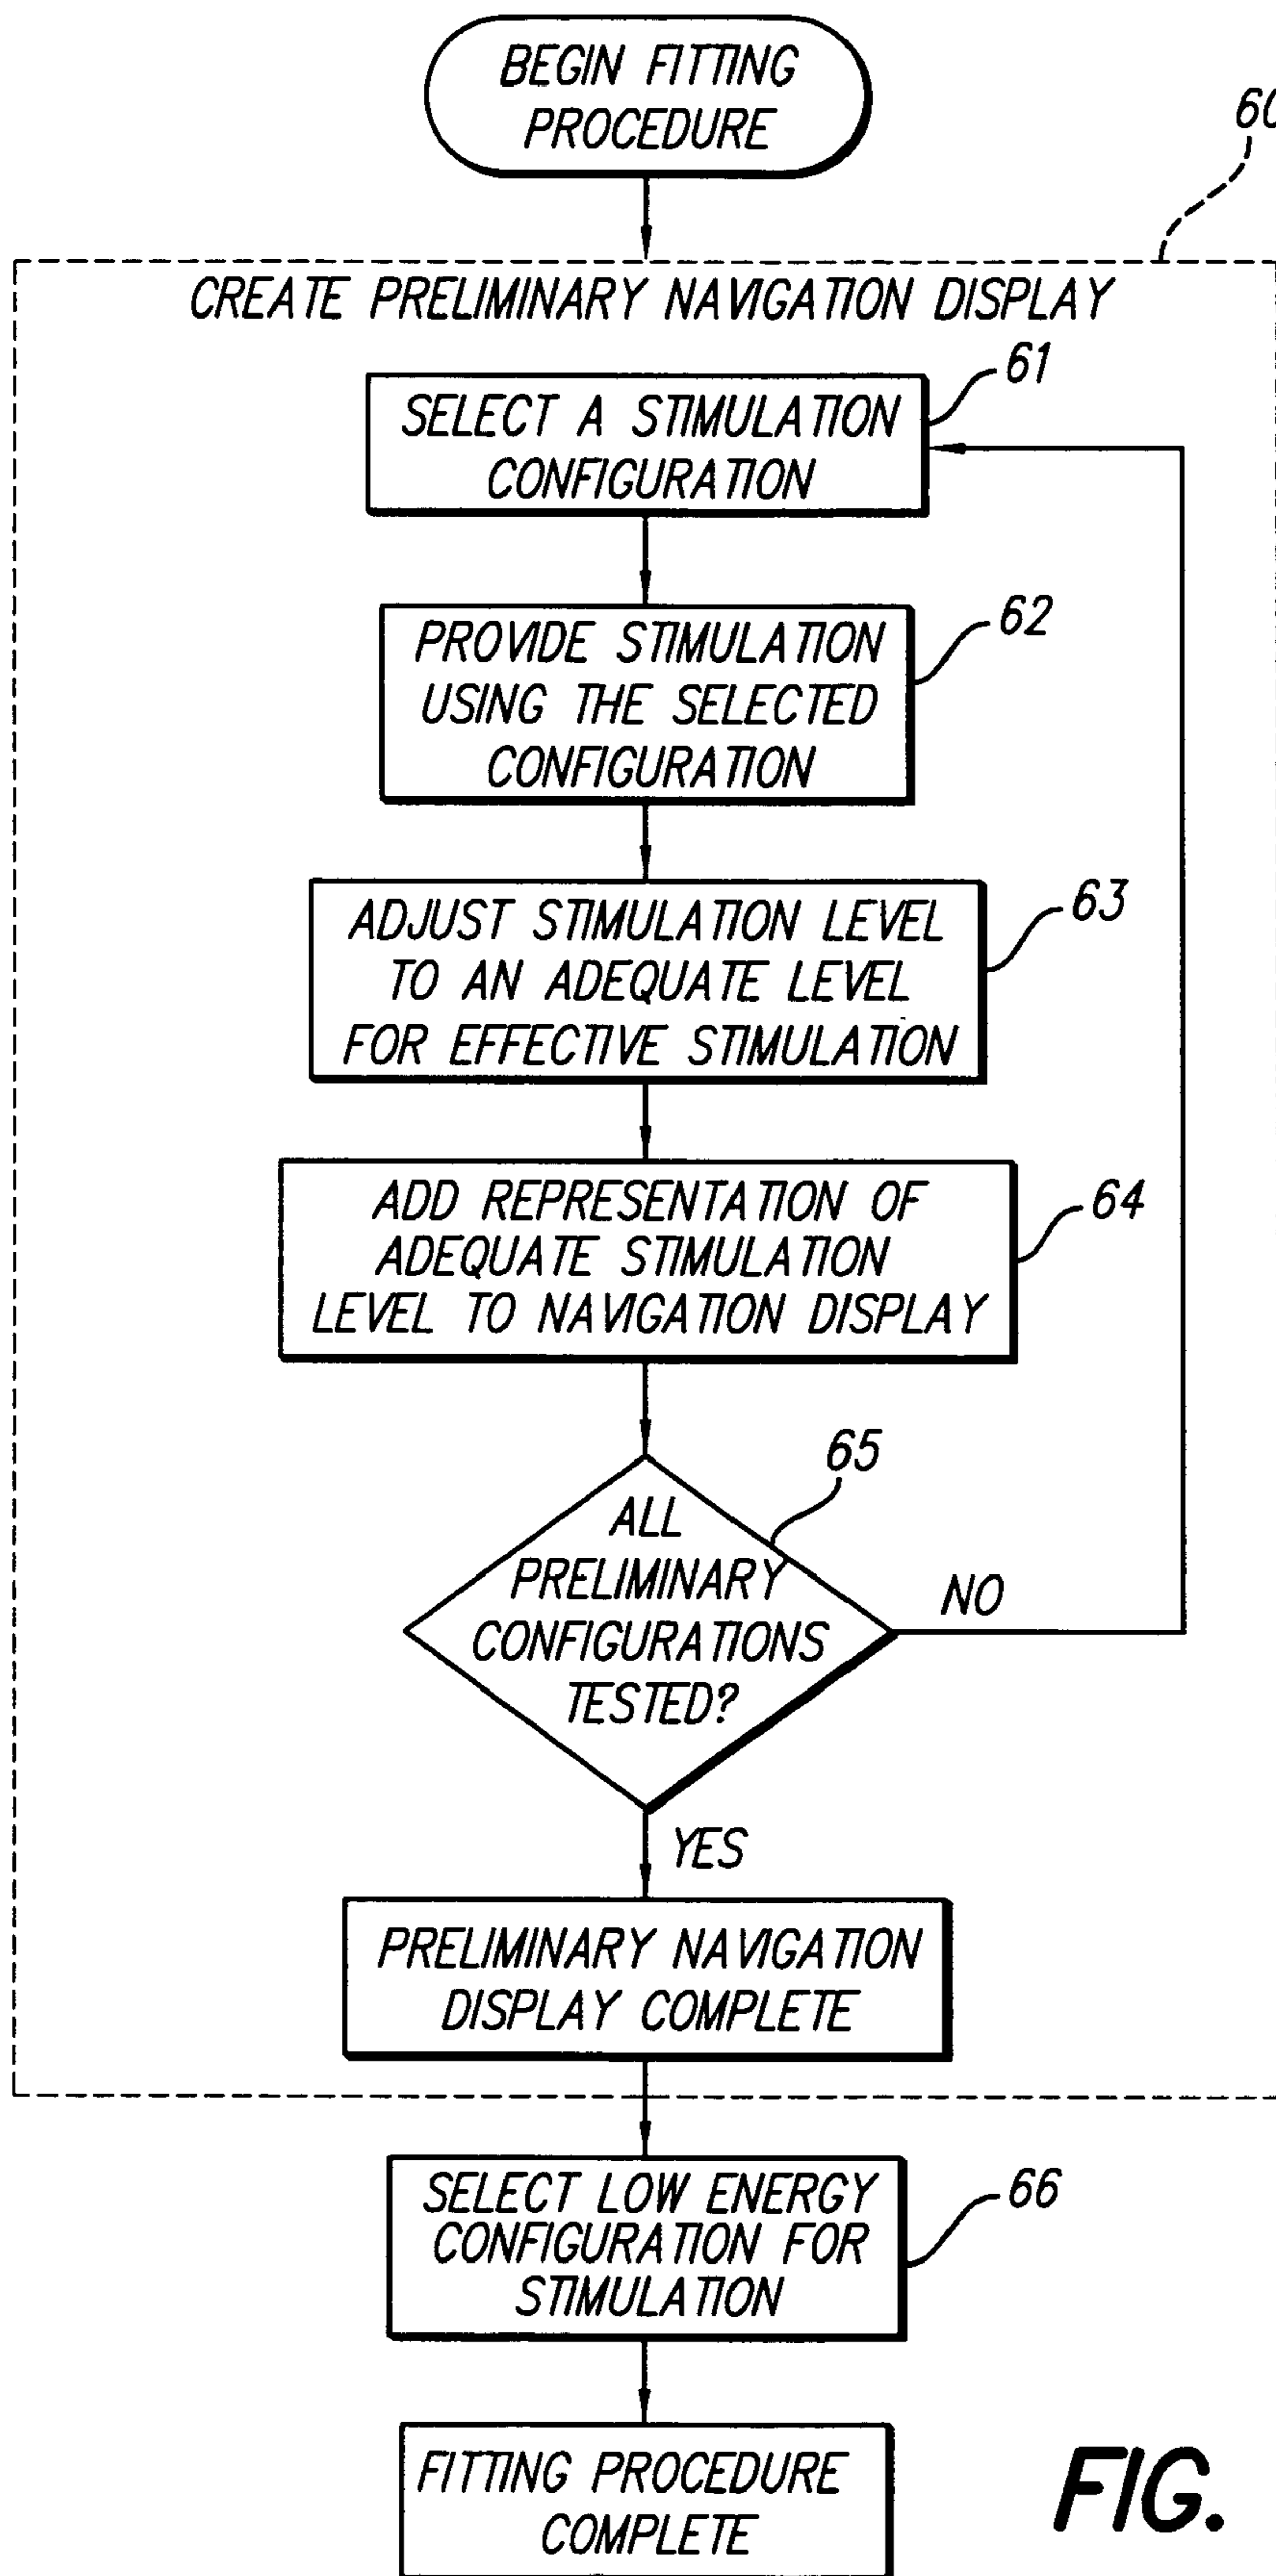 BEGIN FITTING
PROCEDURE
60
CREATE PRELIMINARY NAVIGATION DISPLAY
61
SELECT A STIMULATION
CONFIGURATION
62
PROVIDE STIMULATION
USING THE SELECTED
CONFIGURATION
63
ADJUST STIMULATION LEVEL
TO AN ADEQUATE LEVEL
FOR EFFECTIVE STIMULATION
64
ADD REPRESENTATION OF
ADEQUATE STIMULATION
LEVEL TO NAVIGATION DISPLAY
65
ALL
PRELIMINARY
CONFIGURATIONS
TESTED?
NO
YES
PRELIMINARY NAVIGATION
DISPLAY COMPLETE
66
SELECT LOW ENERGY
CONFIGURATION FOR
STIMULATION
FITTING PROCEDURE
COMPLETE
FIG.